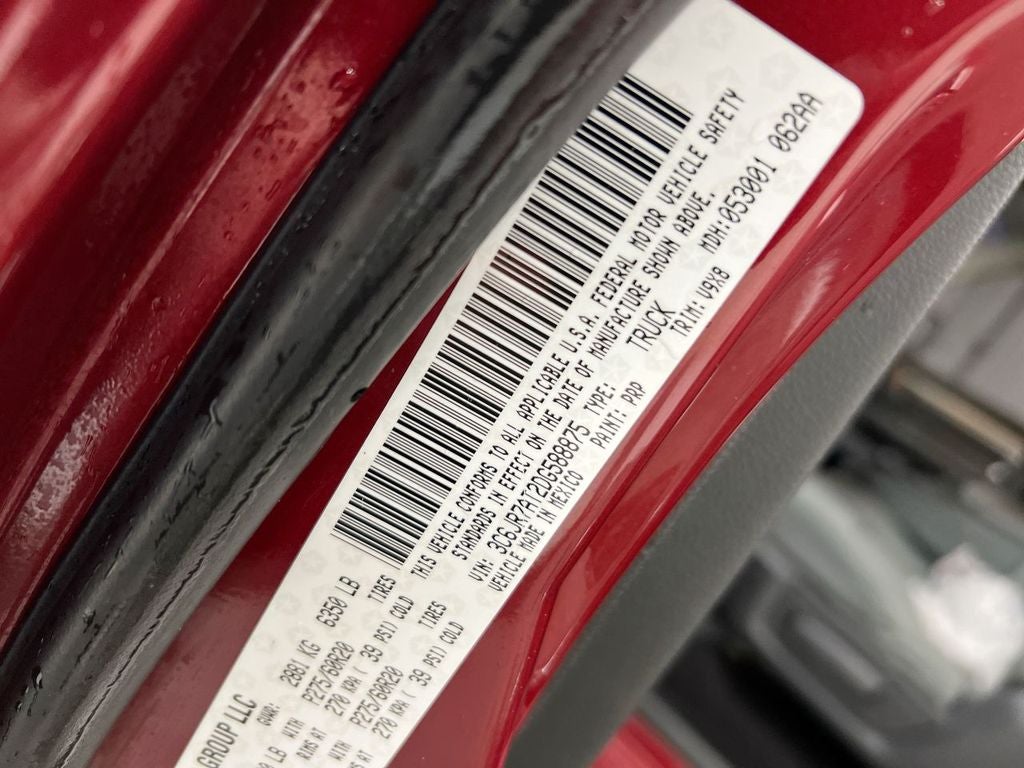 GROUP LLC
GVWR: 2881 KG 6350 LB
LB WITH P275/60R20 TIRES
RIMS AT 270 KPA ( 39 PSI) COLD
WITH P275/60R20 TIRES
AT 270 KPA ( 39 PSI) COLD
THIS VEHICLE CONFORMS TO ALL APPLICABLE U.S.A. FEDERAL MOTOR VEHICLE SAFETY
STANDARDS IN EFFECT ON THE DATE OF MANUFACTURE SHOWN ABOVE.
VIN: 3C6JR7AT2DG588875 TYPE: TRUCK MDH:053001 062AA
VEHICLE MADE IN MEXICO PAINT: PRP TRIM: V9X8